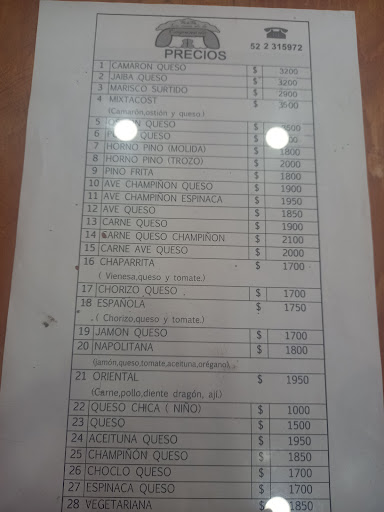 PRECIOS
52 2 315972
1 CAMARON QUESO $ 3200
2 JAIBA QUESO $ 3200
3 MARISCO SURTIDO $ 2900
4 MIXTACOST $ 3500
(Camarón,ostión y queso.)
5 QUESO $
6 QUESO $
7 HORNO PINO (MOLIDA) $ 1800
8 HORNO PINO (TROZO) $ 2000
9 PINO FRITA $ 1800
10 AVE CHAMPIÑON QUESO $ 1900
11 AVE CHAMPIÑON ESPINACA $ 1950
12 AVE QUESO $ 1850
13 CARNE QUESO $ 1900
14 CARNE QUESO CHAMPIÑON $ 2100
15 CARNE AVE QUESO $ 2000
16 CHAPARRITA $ 1700
( Vienesa,queso y tomate.)
17 CHORIZO QUESO $ 1700
18 ESPAÑOLA $ 1750
( Chorizo,queso y tomate.)
19 JAMON QUESO $ 1700
20 NAPOLITANA $ 1800
(jamón,queso,tomate,aceituna,orégano)
21 ORIENTAL $ 1950
(Carne,pollo,diente dragón, ají.)
22 QUESO CHICA ( NIÑO) $ 1000
23 QUESO $ 1500
24 ACEITUNA QUESO $ 1950
25 CHAMPIÑÓN QUESO $ 1850
26 CHOCLO QUESO $ 1700
27 ESPINACA QUESO $ 1700
28 VEGETARIANA $ 1850